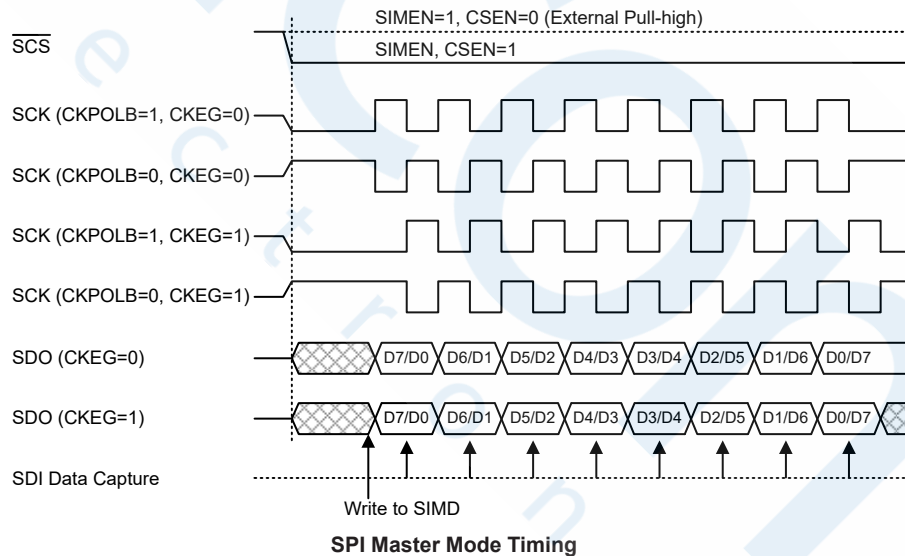 SIMEN=1, CSEN=0 (External Pull-high)
SCS
SIMEN, CSEN=1
SCK (CKPOLB=1, CKEG=0)
SCK (CKPOLB=0, CKEG=0)
SCK (CKPOLB=1, CKEG=1)
SCK (CKPOLB=0, CKEG=1)
SDO (CKEG=0) D7/D0 D6/D1 D5/D2 D4/D3 D3/D4 D2/D5 D1/D6 D0/D7
SDO (CKEG=1) D7/D0 D6/D1 D5/D2 D4/D3 D3/D4 D2/D5 D1/D6 D0/D7
SDI Data Capture
Write to SIMD
SPI Master Mode Timing